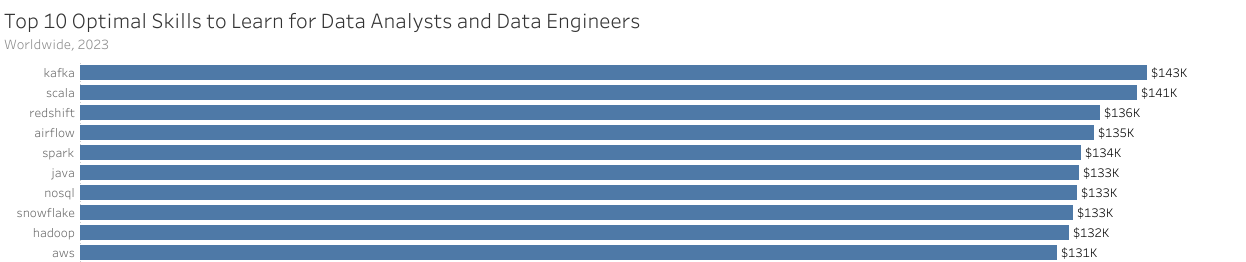 Top 10 Optimal Skills to Learn for Data Analysts and Data Engineers
Worldwide, 2023
kafka $143K
scala $141K
redshift $136K
airflow $135K
spark $134K
java $133K
nosql $133K
snowflake $133K
hadoop $132K
aws $131K